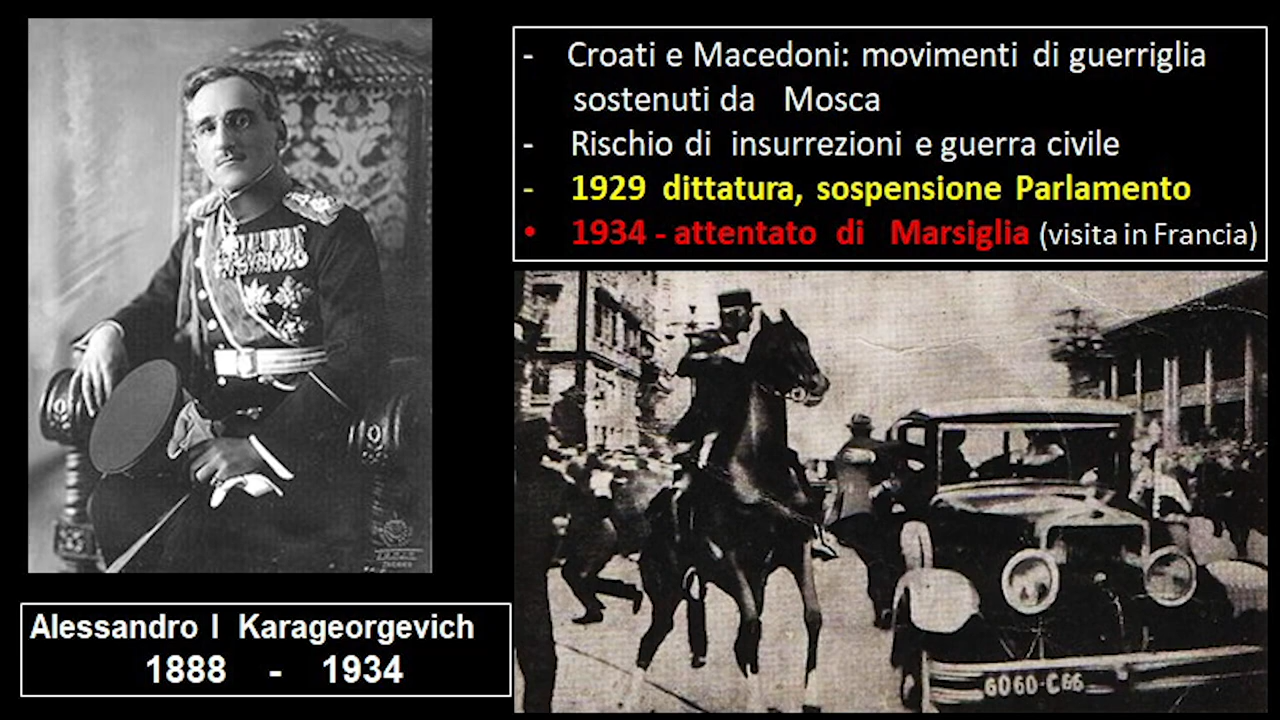 - Croati e Macedoni: movimenti di guerriglia
sostenuti da Mosca
- Rischio di insurrezioni e guerra civile
- 1929 dittatura, sospensione Parlamento
• 1934 - attentato di Marsiglia (visita in Francia)
Alessandro I Karageorgevich
1888 - 1934
6060-C66